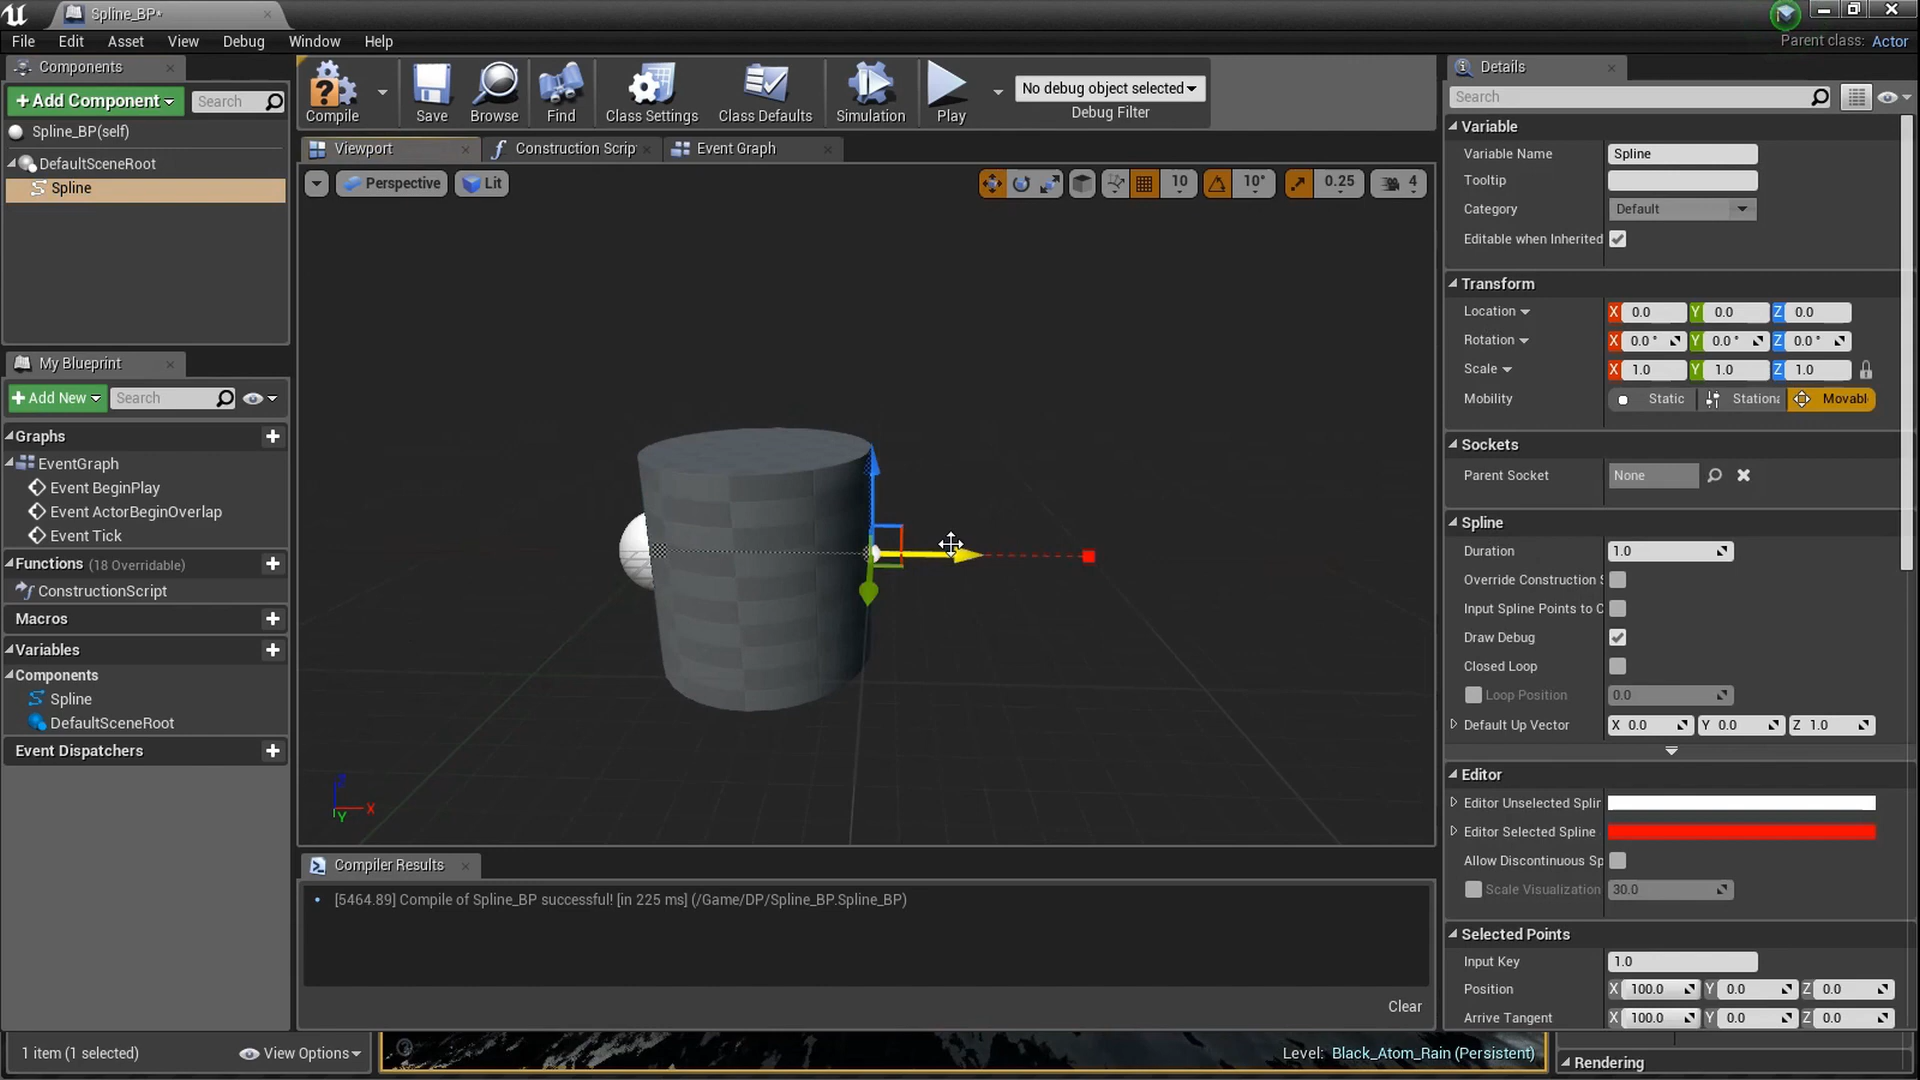 Spline_BP*
File Edit Asset View Debug Window Help
Parent class: Actor
Components
+Add Component
Search
Spline_BP(self)
DefaultSceneRoot
Spline
My Blueprint
+Add New
Search
Graphs
EventGraph
Event BeginPlay
Event ActorBeginOverlap
Event Tick
Functions (18 Overridable)
ConstructionScript
Macros
Variables
Components
Spline
DefaultSceneRoot
Event Dispatchers
Compile
Save
Browse
Find
Class Settings
Class Defaults
Simulation
Play
No debug object selected
Debug Filter
Viewport
Construction Scrip
Event Graph
Perspective
Lit
10
10°
0.25
4
Z
X
Y
Compiler Results
[5464.89] Compile of Spline_BP successful! [in 225 ms] (/Game/DP/Spline_BP.Spline_BP)
Clear
Details
Search
Variable
Variable Name Spline
Tooltip
Category Default
Editable when Inherited
Transform
Location X 0.0 Y 0.0 Z 0.0
Rotation X 0.0 ° Y 0.0 ° Z 0.0 °
Scale X 1.0 Y 1.0 Z 1.0
Mobility Static Stationa Movabl
Sockets
Parent Socket None
Spline
Duration 1.0
Override Construction S
Input Spline Points to C
Draw Debug
Closed Loop
Loop Position 0.0
Default Up Vector X 0.0 Y 0.0 Z 1.0
Editor
Editor Unselected Splin
Editor Selected Spline
Allow Discontinuous Sp
Scale Visualization 30.0
Selected Points
Input Key 1.0
Position X 100.0 Y 0.0 Z 0.0
Arrive Tangent X 100.0 Y 0.0 Z 0.0
1 item (1 selected)
View Options
Level: Black_Atom_Rain (Persistent)
Rendering